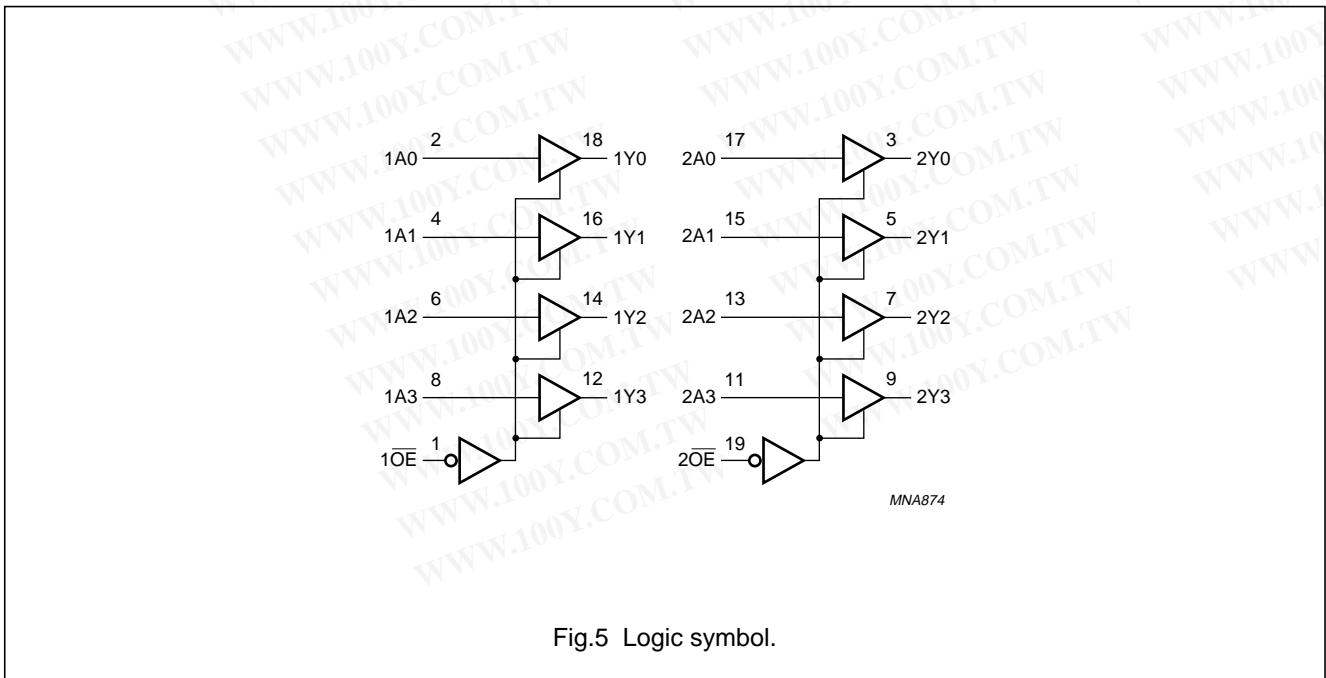 WWW.100Y.COM.TW
2 18 17 3
1A0 1Y0 2A0 2Y0
4 16 15 5
1A1 1Y1 2A1 2Y1
6 14 13 7
1A2 1Y2 2A2 2Y2
8 12 11 9
1A3 1Y3 2A3 2Y3
1 19
1O̅E̅ 2O̅E̅
MNA874
Fig.5 Logic symbol.